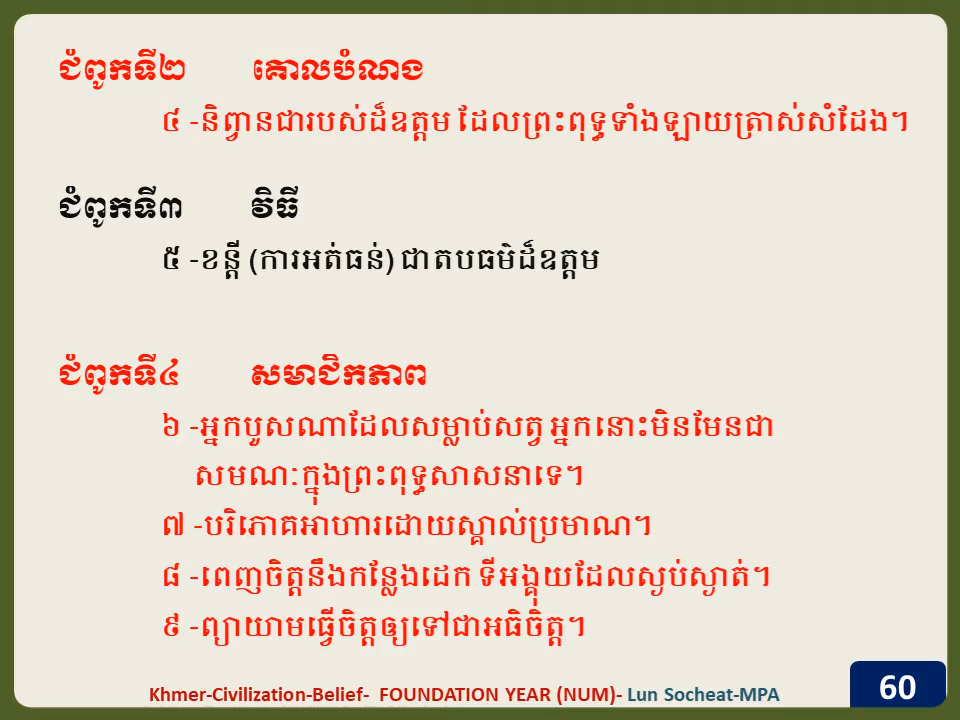 ជំពូកទី២ គោលបំណង
៤ -និព្វានជារបស់ដ៏ឧត្តម ដែលព្រះពុទ្ធទាំងឡាយត្រាស់សំដែង។
ជំពូកទី៣ វិធី
៥ -ខន្តី (ការអត់ធន់) ជាតបធម៌ដ៏ឧត្តម
ជំពូកទី៤ សមាជិកភាព
៦ -អ្នកបួសណាដែលសម្លាប់សត្វ អ្នកនោះមិនមែនជា
សមណៈក្នុងព្រះពុទ្ធសាសនាទេ។
៧ -បរិភោគអាហារដោយស្គាល់ប្រមាណ។
៨ -ពេញចិត្តនឹងកន្លែងដេក ទីអង្គុយដែលស្ងប់ស្ងាត់។
៩ -ព្យាយាមធ្វើចិត្តឲ្យទៅជាអធិចិត្ត។
Khmer-Civilization-Belief- FOUNDATION YEAR (NUM)- Lun Socheat-MPA
60